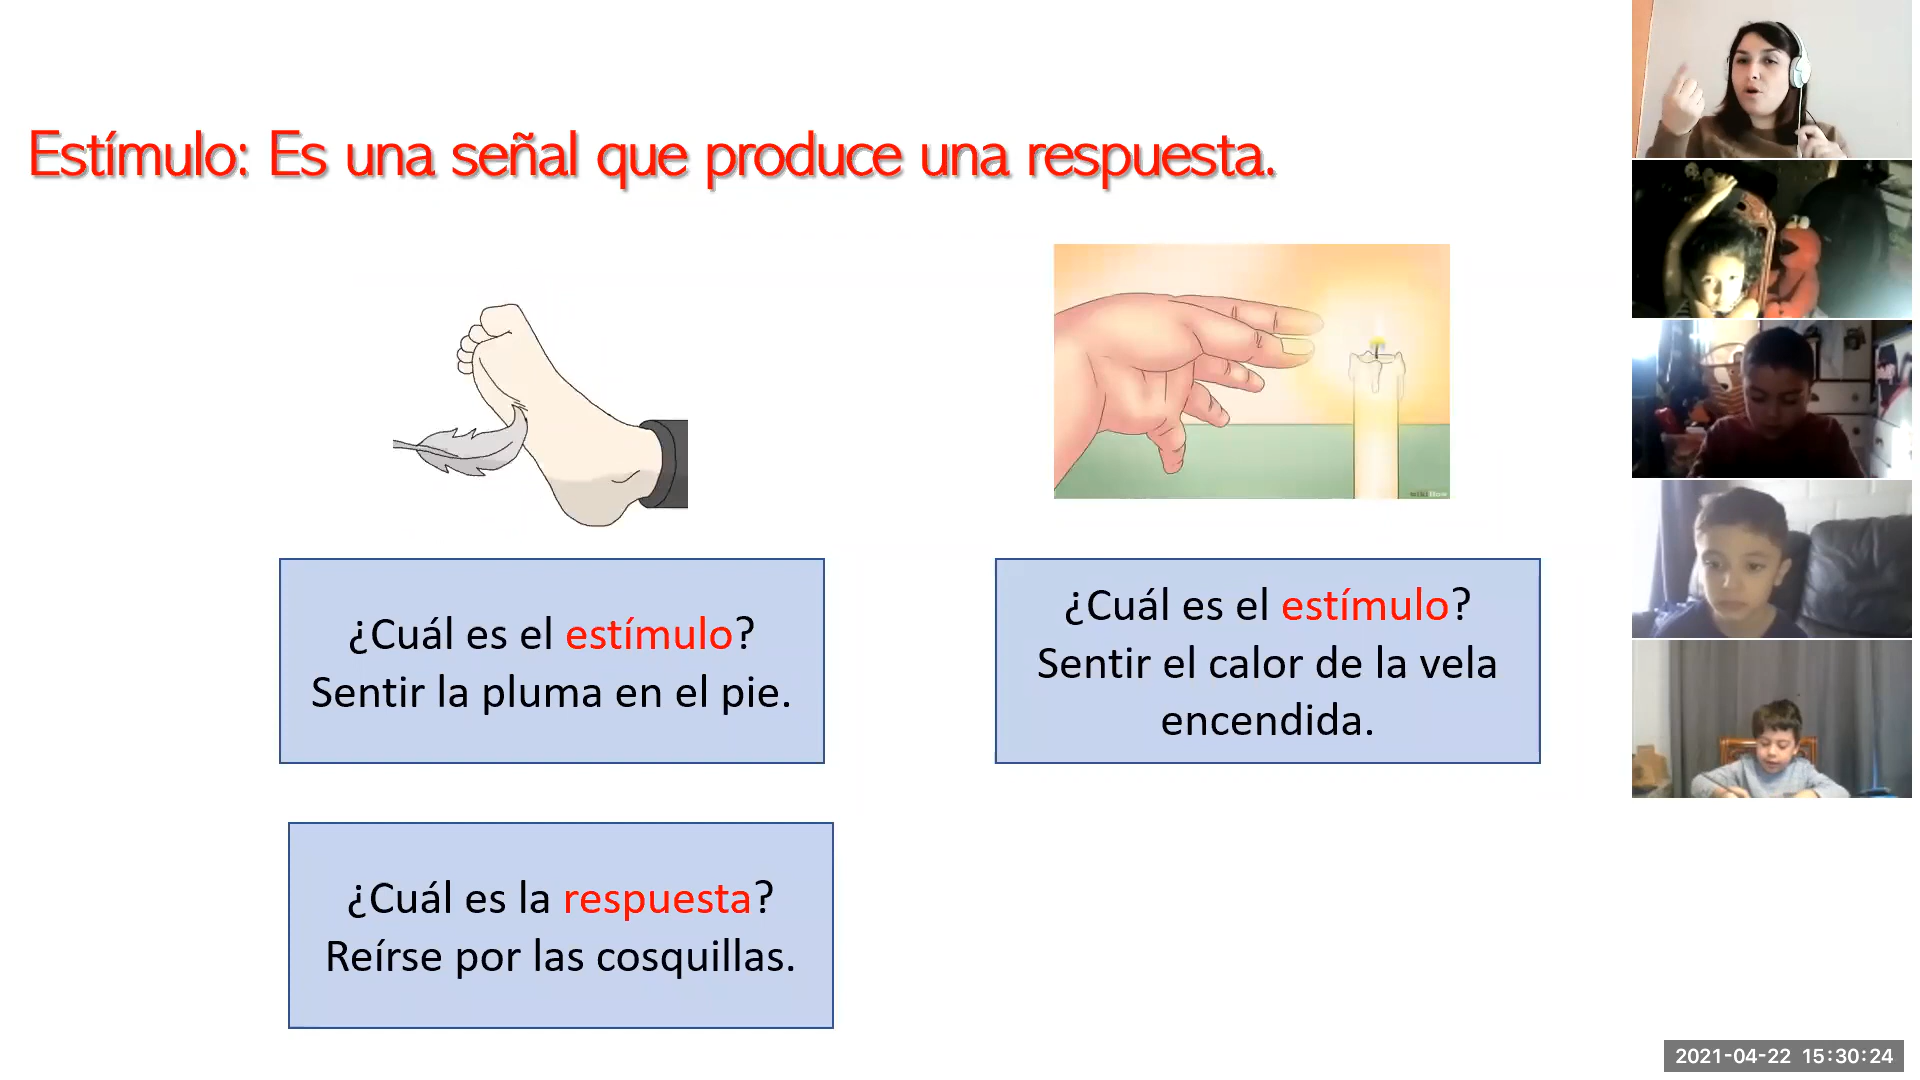 Estímulo: Es una señal que produce una respuesta.
¿Cuál es el estímulo?
Sentir la pluma en el pie.
¿Cuál es el estímulo?
Sentir el calor de la vela
encendida.
¿Cuál es la respuesta?
Reírse por las cosquillas.
wikiHow
2021-04-22 15:30:24